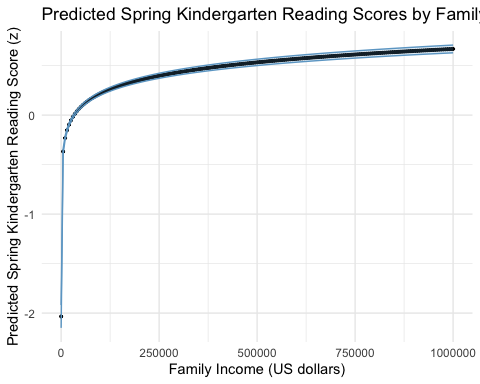 Predicted Spring Kindergarten Reading Scores by Family
Predicted Spring Kindergarten Reading Score (z)
0
-1
-2
0
250000
500000
750000
1000000
Family Income (US dollars)